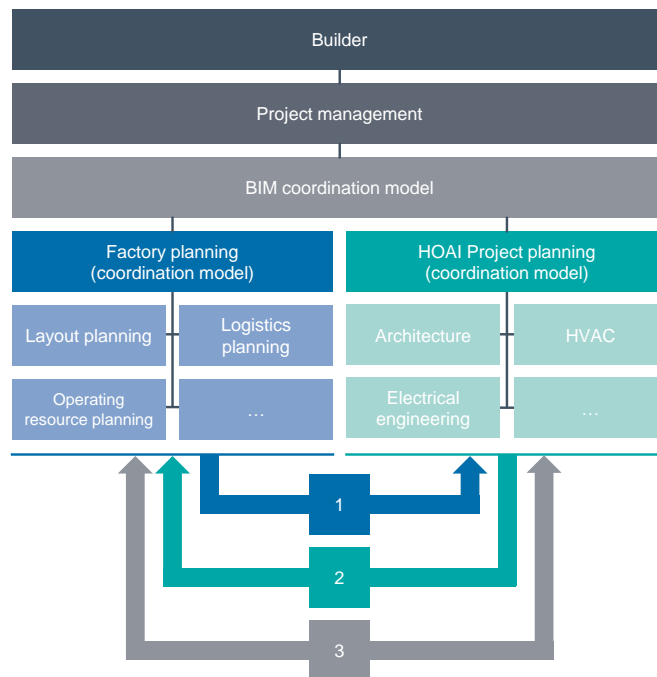 Builder
Project management
BIM coordination model
Factory planning
(coordination model)
HOAI Project planning
(coordination model)
Layout planning
Logistics
planning
Architecture
HVAC
Operating
resource planning
…
Electrical
engineering
…
1
2
3